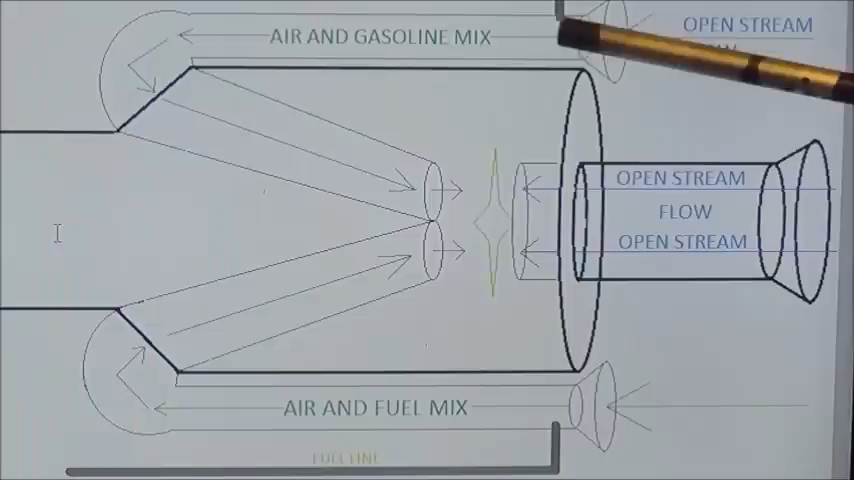 AIR AND GASOLINE MIX
OPEN STREAM
OPEN STREAM
FLOW
OPEN STREAM
AIR AND FUEL MIX
FUEL LINE